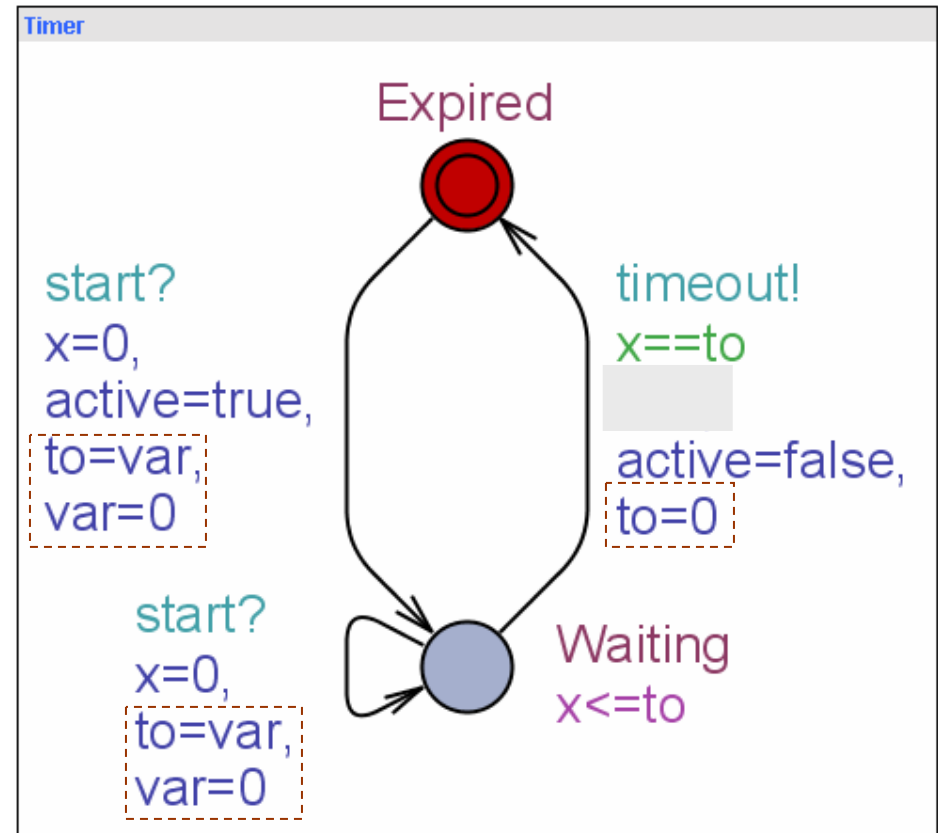 Timer
Expired
start?
x=0,
active=true,
to=var,
var=0
timeout!
x==to
active=false,
to=0
start?
x=0,
to=var,
var=0
Waiting
x<=to